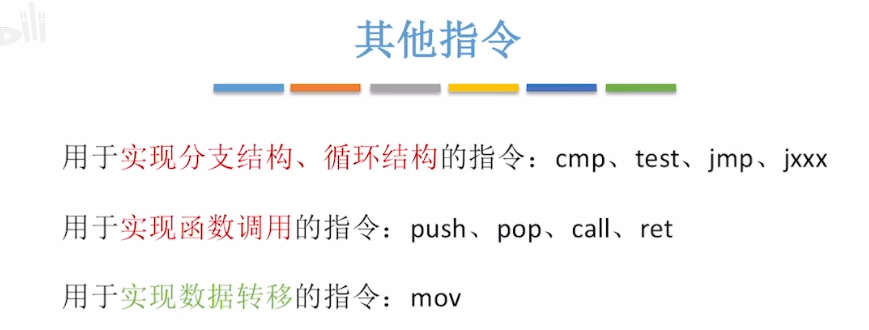 其他指令
用于实现分支结构、循环结构的指令：cmp、test、jmp、jxxx
用于实现函数调用的指令：push、pop、call、ret
用于实现数据转移的指令：mov